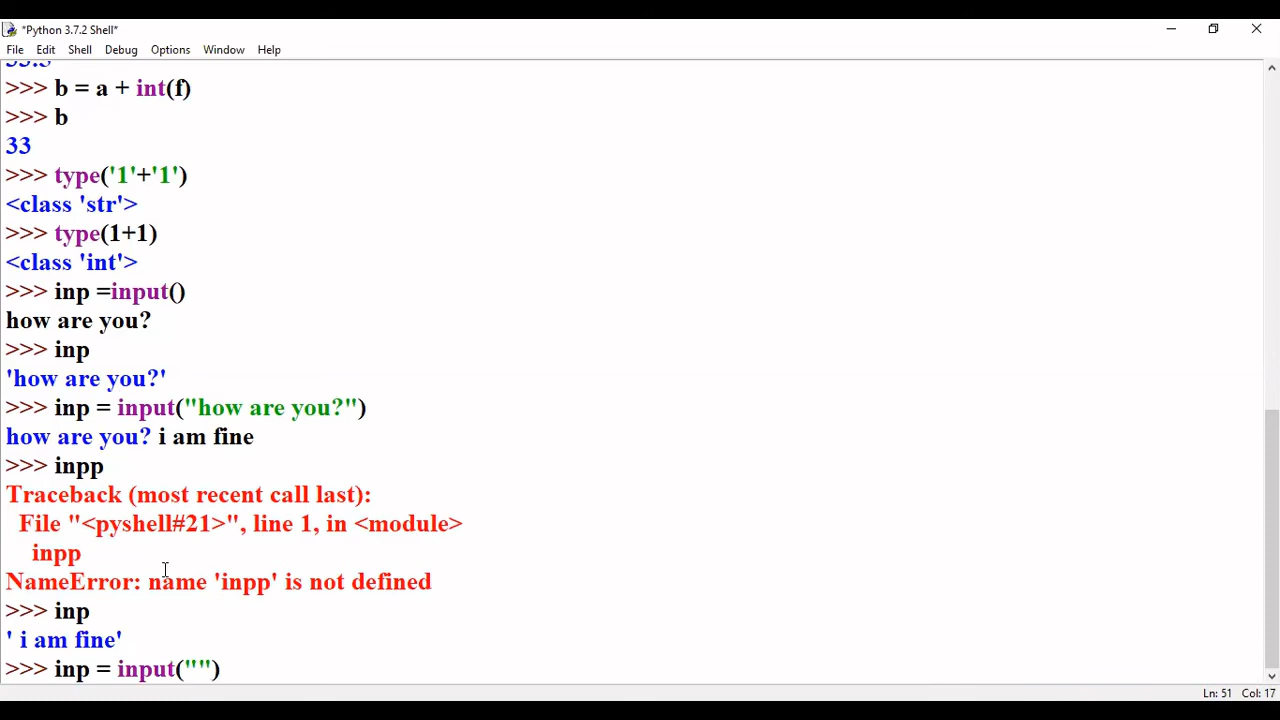 *Python 3.7.2 Shell*
File Edit Shell Debug Options Window Help
>>> b = a + int(f)
>>> b
33
>>> type('1'+'1')
<class 'str'>
>>> type(1+1)
<class 'int'>
>>> inp =input()
how are you?
>>> inp
'how are you?'
>>> inp = input("how are you?")
how are you? i am fine
>>> inpp
Traceback (most recent call last):
  File "<pyshell#21>", line 1, in <module>
    inpp
NameError: name 'inpp' is not defined
>>> inp
' i am fine'
>>> inp = input("")
Ln: 51 Col: 17